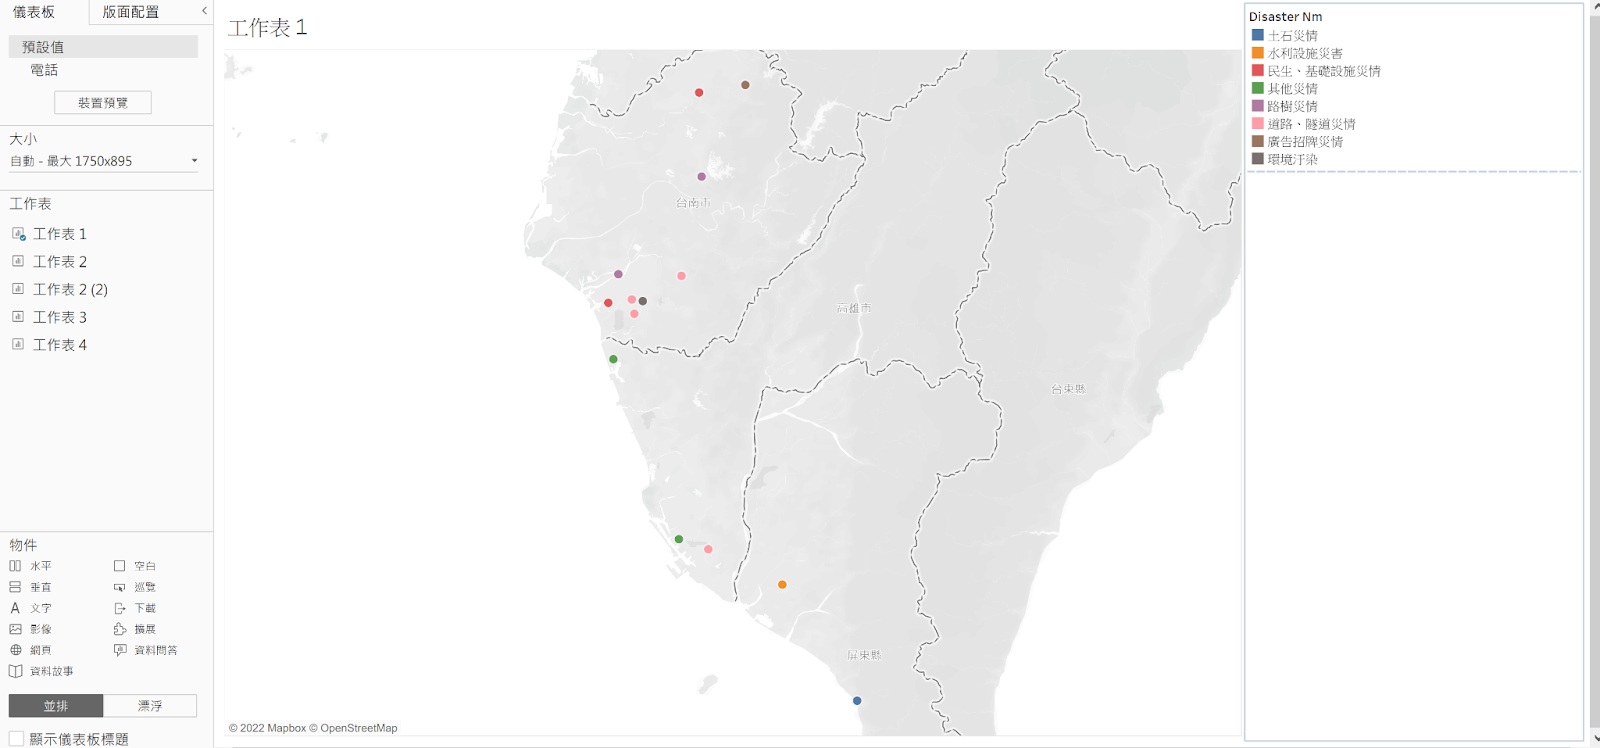 儀表板
版面配置
預設值
電話
裝置預覽
大小
自動 - 最大 1750x895
工作表
工作表 1
工作表 2
工作表 2 (2)
工作表 3
工作表 4
物件
水平
空白
垂直
巡覽
文字
下載
影像
擴展
網頁
資料問答
資料故事
並排
漂浮
顯示儀表板標題
工作表 1
台南市
高雄市
台東縣
屏東縣
© 2022 Mapbox © OpenStreetMap
Disaster Nm
土石災情
水利設施災害
民生、基礎設施災情
其他災情
路樹災情
道路、隧道災情
廣告招牌災情
環境汙染